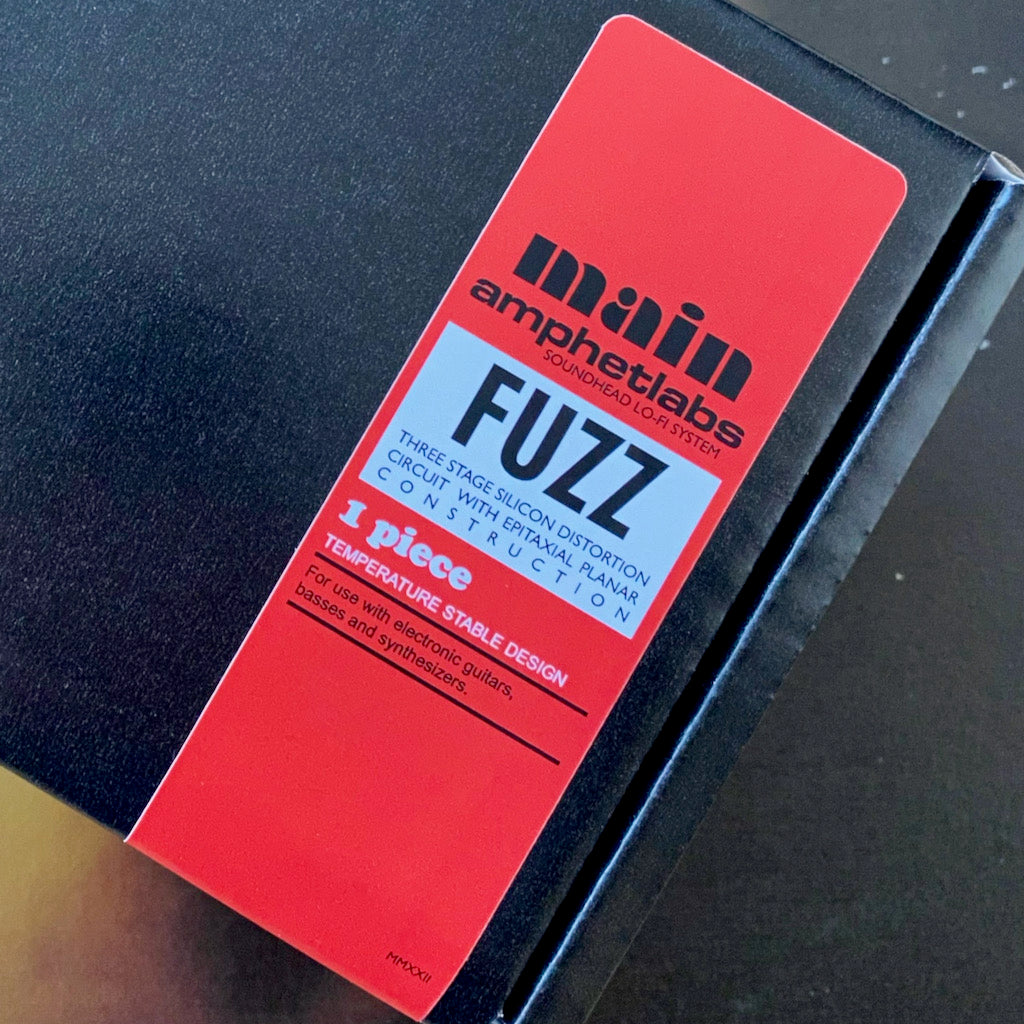 main
amphetlabs
SOUNDHEAD LO-FI SYSTEM
FUZZ
THREE STAGE SILICON DISTORTION
CIRCUIT WITH EPITAXIAL PLANAR
CONSTRUCTION
1 piece
TEMPERATURE STABLE DESIGN
For use with electronic guitars,
basses and synthesizers.
MMXXII